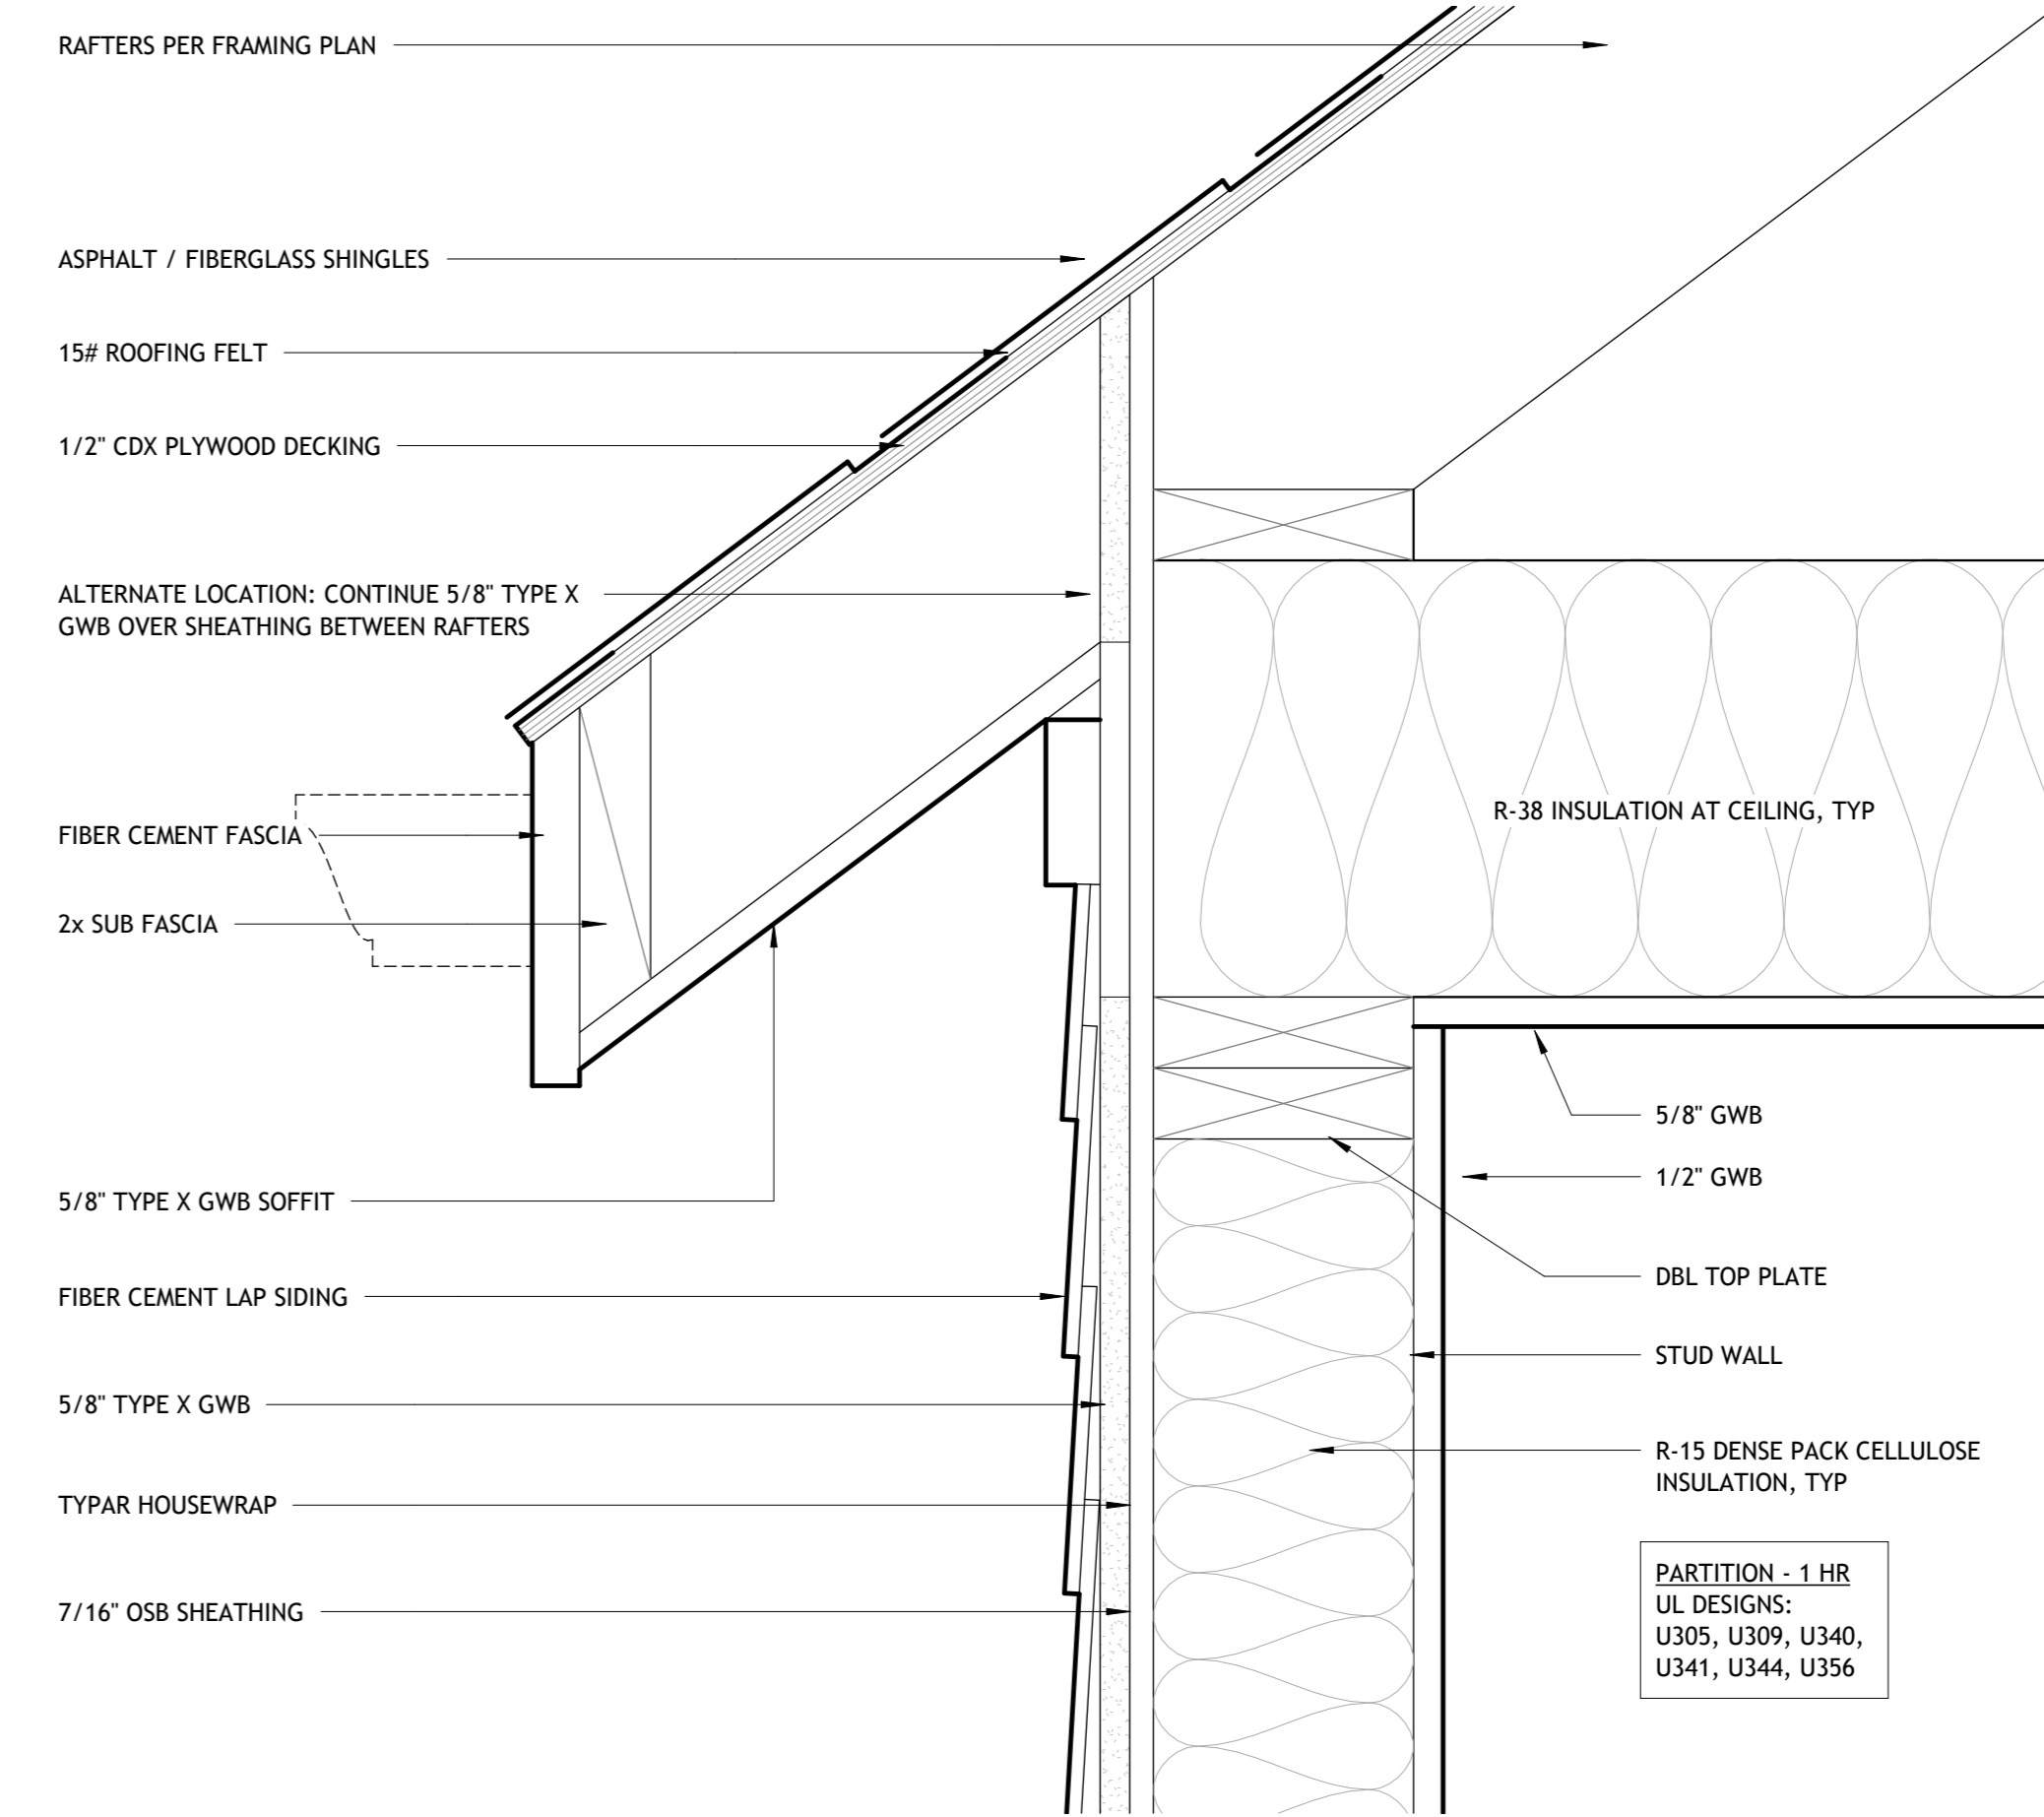 RAFTERS PER FRAMING PLAN
ASPHALT / FIBERGLASS SHINGLES
15# ROOFING FELT
1/2" CDX PLYWOOD DECKING
ALTERNATE LOCATION: CONTINUE 5/8" TYPE X
GWB OVER SHEATHING BETWEEN RAFTERS
FIBER CEMENT FASCIA
2x SUB FASCIA
5/8" TYPE X GWB SOFFIT
FIBER CEMENT LAP SIDING
5/8" TYPE X GWB
TYPAR HOUSEWRAP
7/16" OSB SHEATHING
R-38 INSULATION AT CEILING, TYP
5/8" GWB
1/2" GWB
DBL TOP PLATE
STUD WALL
R-15 DENSE PACK CELLULOSE
INSULATION, TYP
PARTITION - 1 HR
UL DESIGNS:
U305, U309, U340,
U341, U344, U356